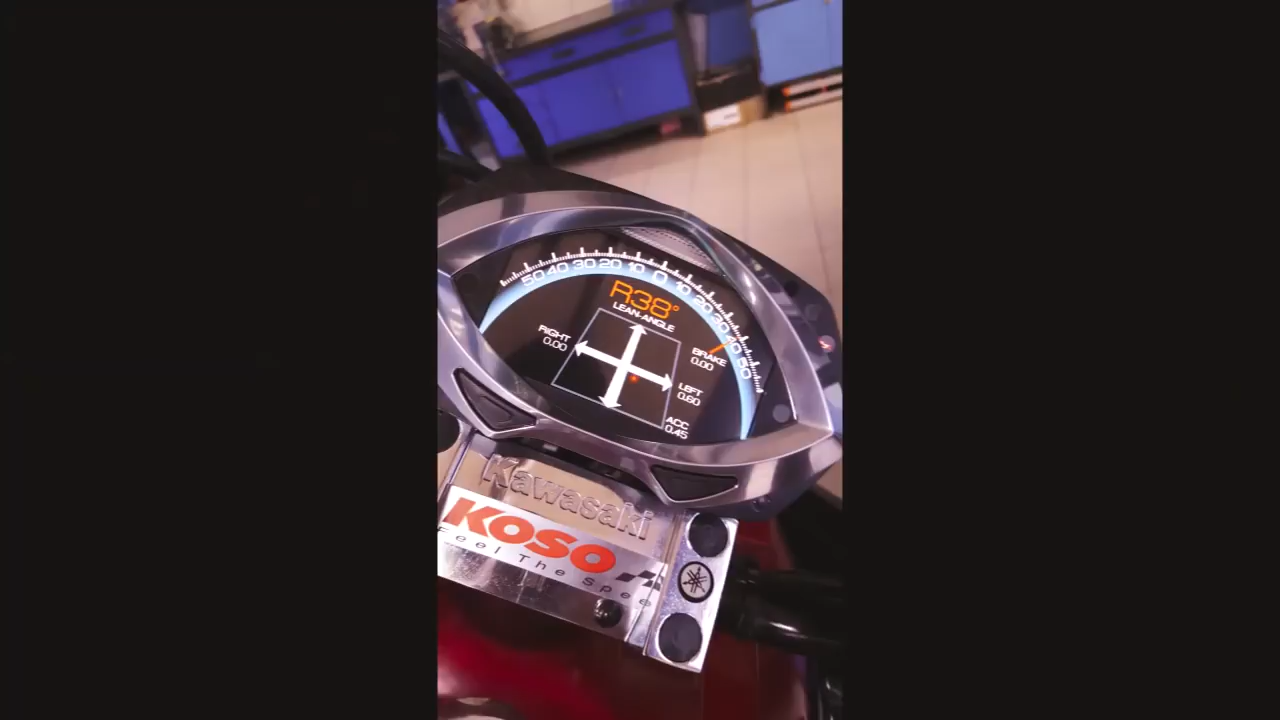 50 40 30 20 10 0 10 20 30 40 50
R38°
LEAN-ANGLE
RIGHT
0.00
BRAKE
0.00
LEFT
0.60
ACC
0.45
Kawasaki
KOSO
Feel The Spee